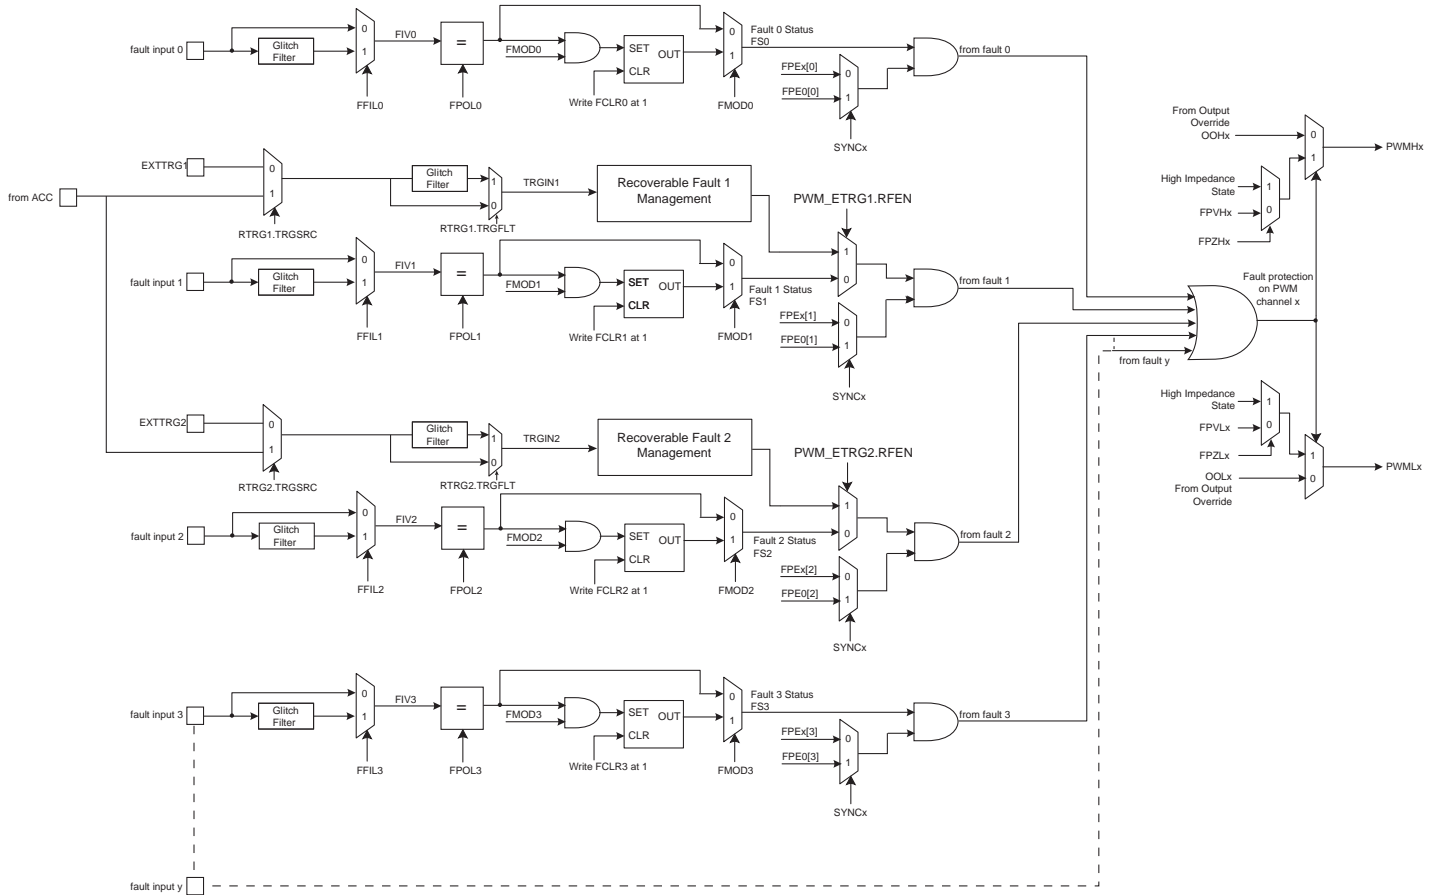 fault input 0
Glitch
Filter
0
1
FFIL0
FIV0
=
FPOL0
FMOD0
SET
OUT
CLR
Write FCLR0 at 1
0
1
FMOD0
Fault 0 Status
FS0
FPEx[0]
FPE0[0]
0
1
SYNCx
from fault 0
EXTTRG1
from ACC
0
1
RTRG1.TRGSRC
Glitch
Filter
1
0
RTRG1.TRGFLT
TRGIN1
Recoverable Fault 1
Management
PWM_ETRG1.RFEN
1
0
fault input 1
Glitch
Filter
0
1
FFIL1
FIV1
=
FPOL1
FMOD1
SET
OUT
CLR
Write FCLR1 at 1
0
1
FMOD1
Fault 1 Status
FS1
FPEx[1]
FPE0[1]
0
1
SYNCx
from fault 1
EXTTRG2
0
1
RTRG2.TRGSRC
Glitch
Filter
1
0
RTRG2.TRGFLT
TRGIN2
Recoverable Fault 2
Management
PWM_ETRG2.RFEN
1
0
fault input 2
Glitch
Filter
0
1
FFIL2
FIV2
=
FPOL2
FMOD2
SET
OUT
CLR
Write FCLR2 at 1
0
1
FMOD2
Fault 2 Status
FS2
FPEx[2]
FPE0[2]
0
1
SYNCx
from fault 2
fault input 3
Glitch
Filter
0
1
FFIL3
FIV3
=
FPOL3
FMOD3
SET
OUT
CLR
Write FCLR3 at 1
0
1
FMOD3
Fault 3 Status
FS3
FPEx[3]
FPE0[3]
0
1
SYNCx
from fault 3
fault input y
from fault y
From Output
Override
OOHx
0
1
PWMHx
High Impedance
State
FPVHx
FPZHx
1
0
Fault protection
on PWM
channel x
High Impedance
State
FPVLx
FPZLx
1
0
OOLx
From Output
Override
1
0
PWMLx